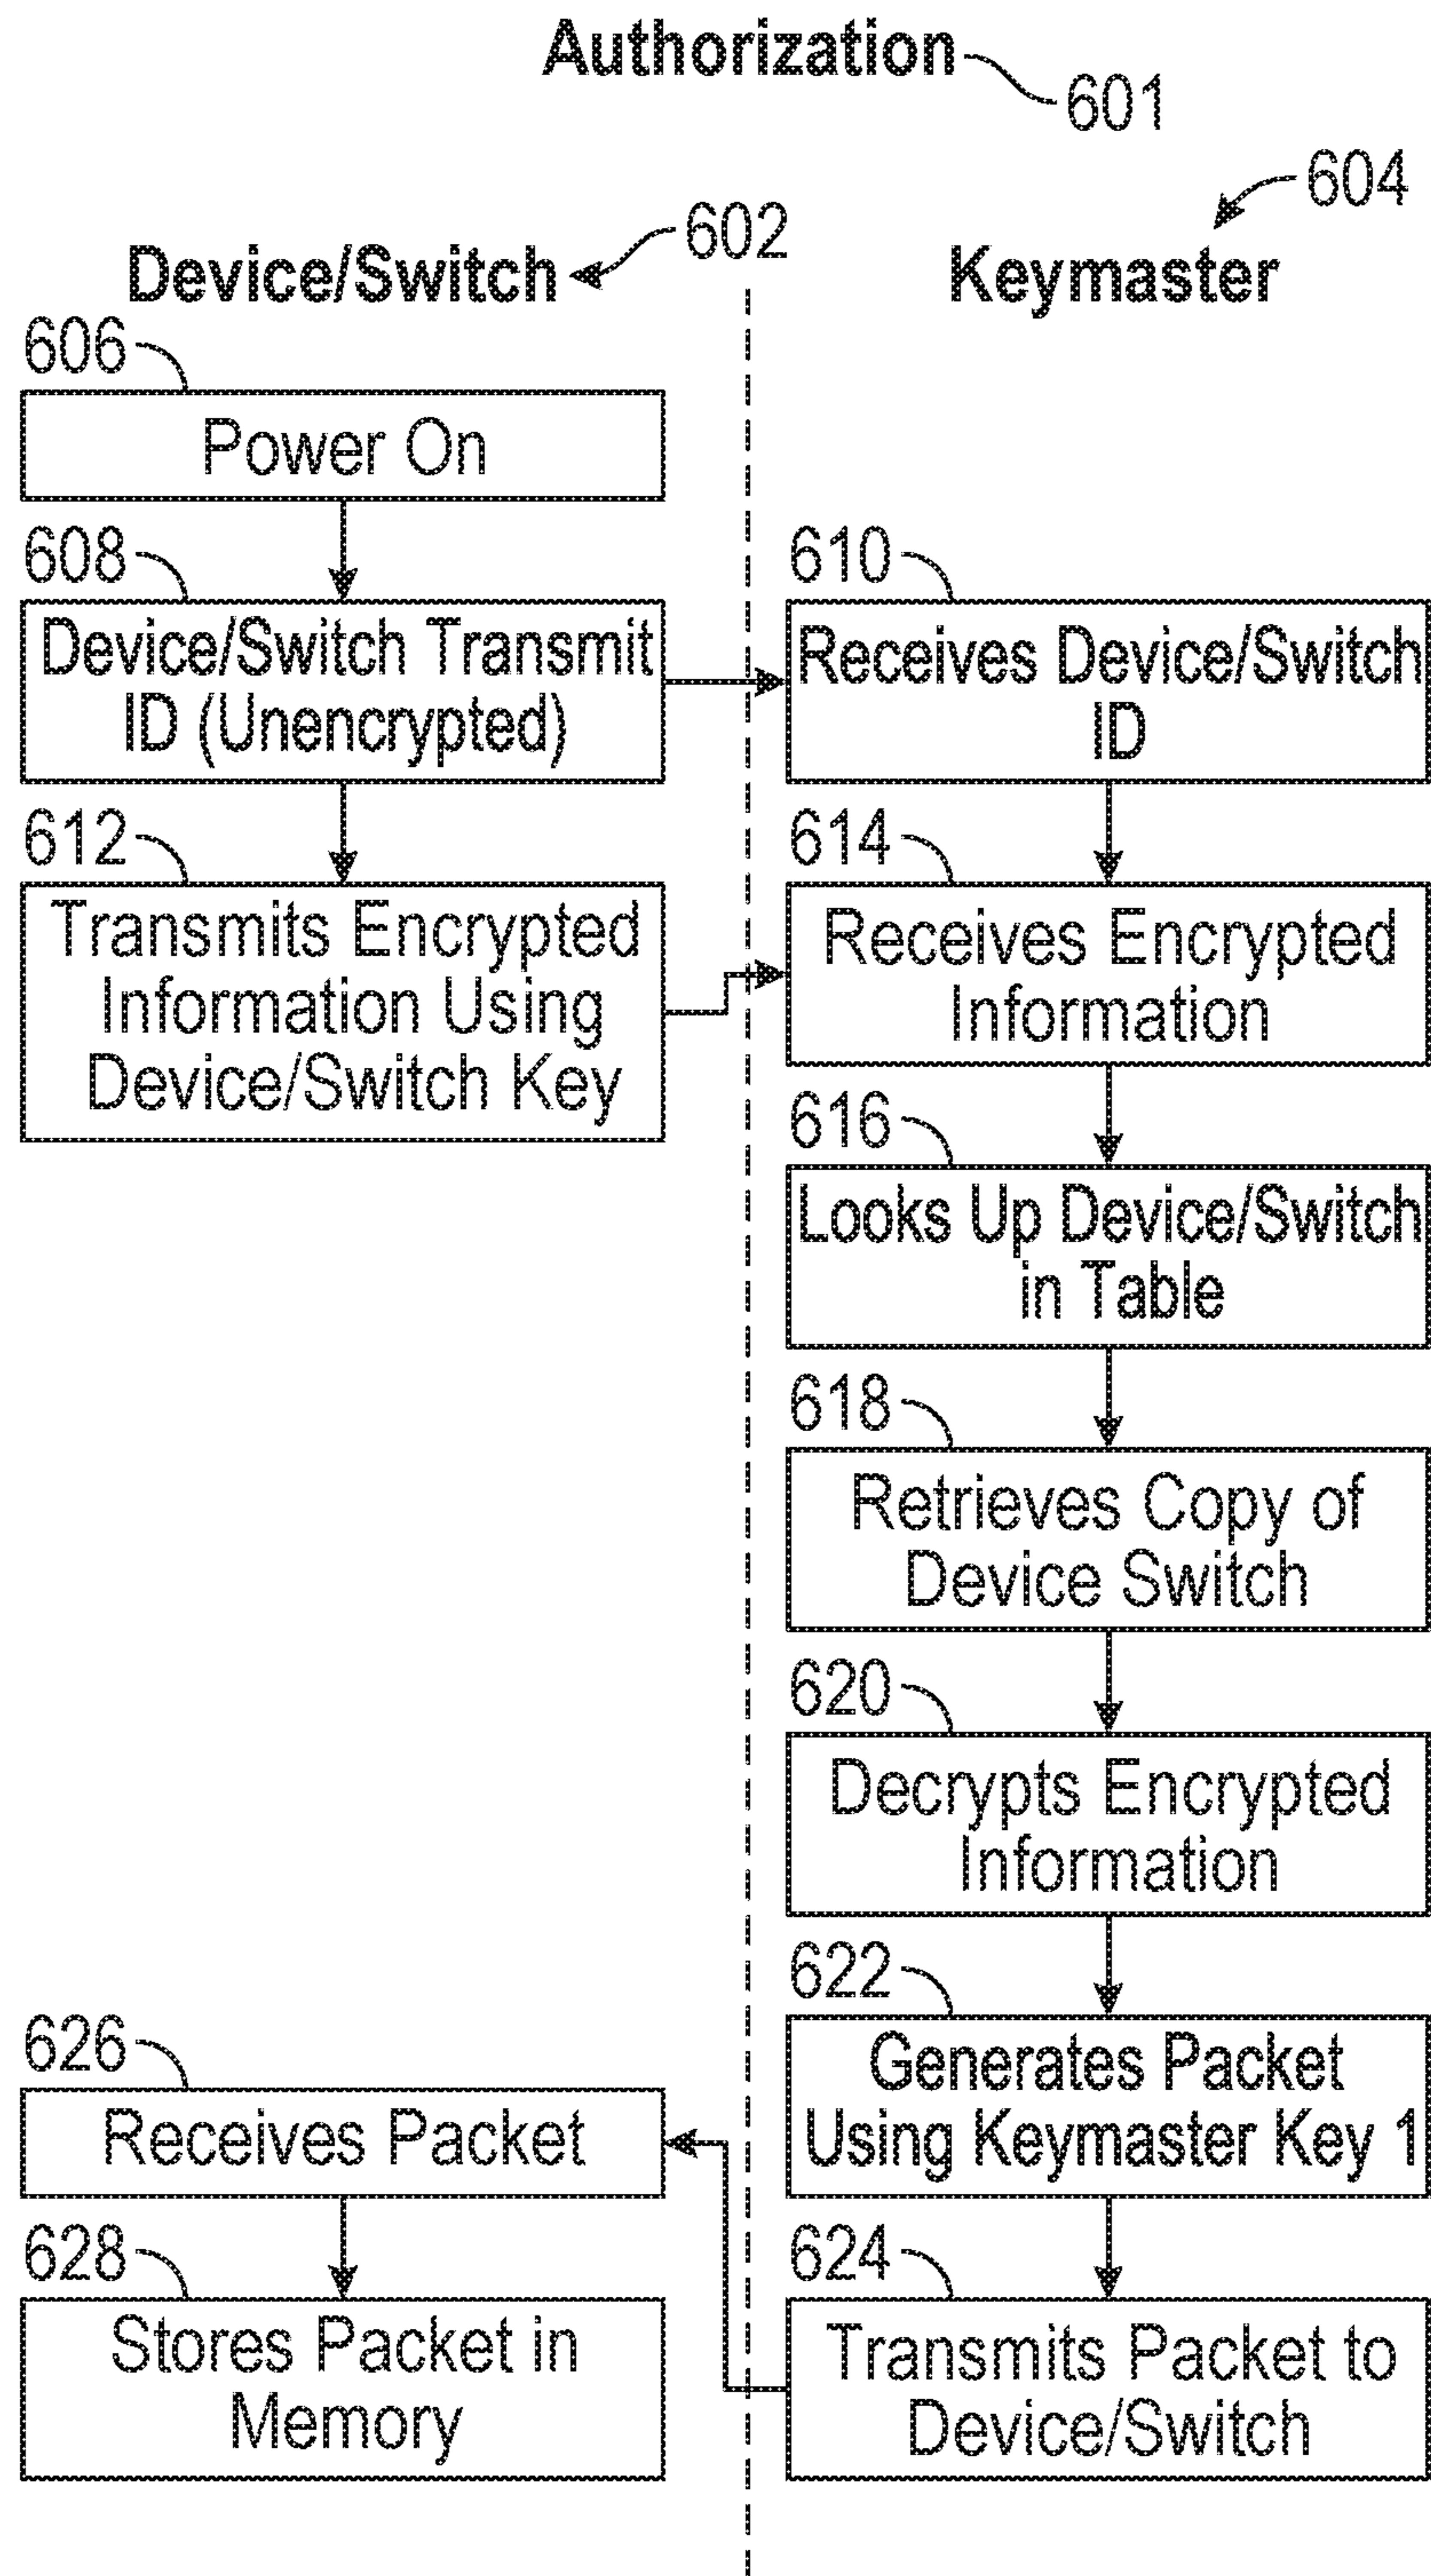 Authorization
601
604
602
Device/Switch
Keymaster
606
Power On
608
610
Device/Switch Transmit
ID (Unencrypted)
Receives Device/Switch
ID
612
614
Transmits Encrypted
Information Using
Device/Switch Key
Receives Encrypted
Information
616
Looks Up Device/Switch
in Table
618
Retrieves Copy of
Device Switch
620
Decrypts Encrypted
Information
622
Generates Packet
Using Keymaster Key 1
626
Receives Packet
628
624
Stores Packet in
Memory
Transmits Packet to
Device/Switch